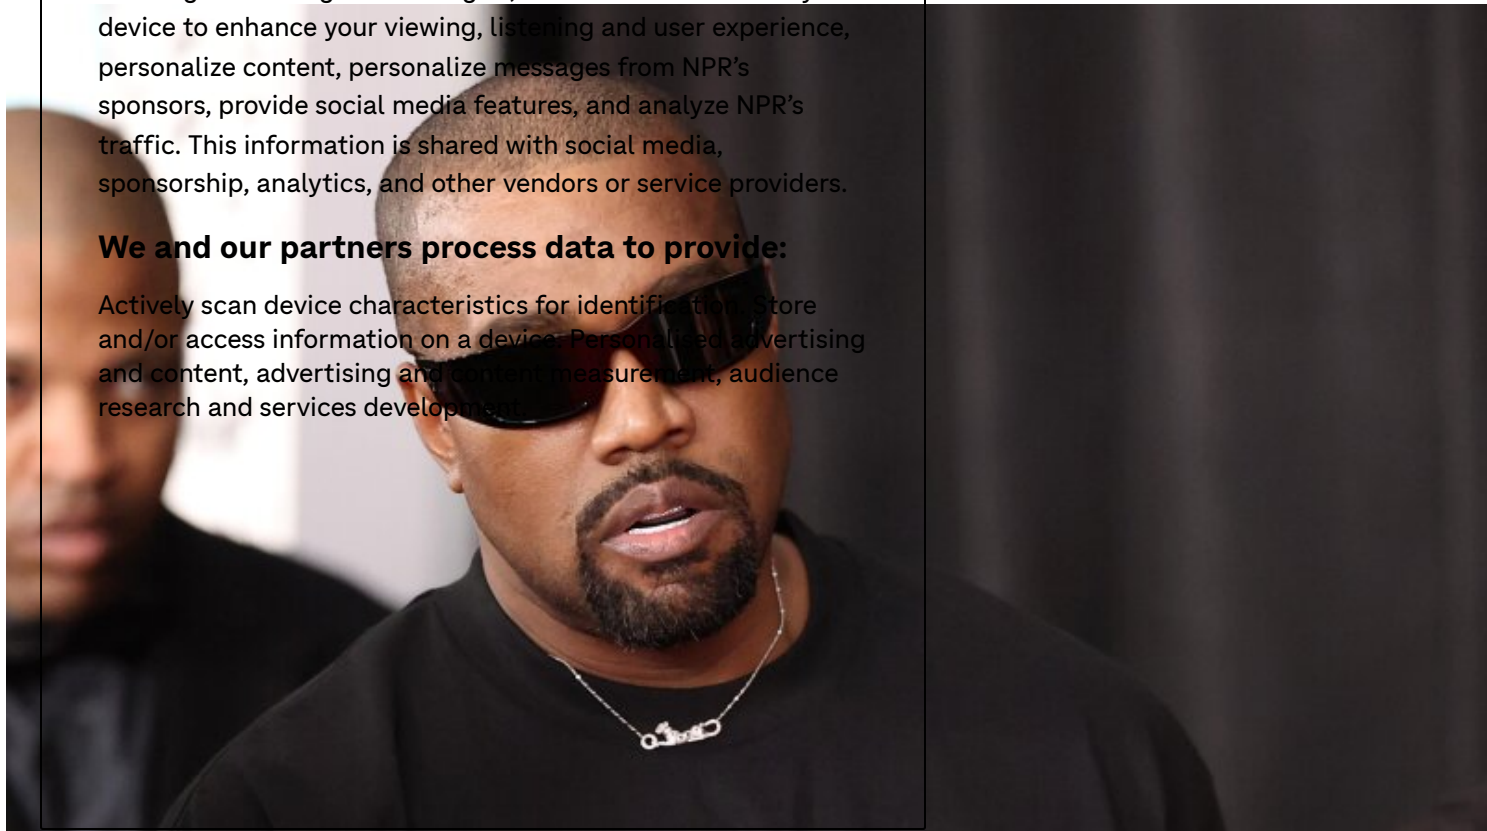 device to enhance your viewing, listening and user experience,
personalize content, personalize messages from NPR’s
sponsors, provide social media features, and analyze NPR’s
traffic. This information is shared with social media,
sponsorship, analytics, and other vendors or service providers.
We and our partners process data to provide:
Actively scan device characteristics for identification. Store
and/or access information on a device. Personalised advertising
and content, advertising and content measurement, audience
research and services development.